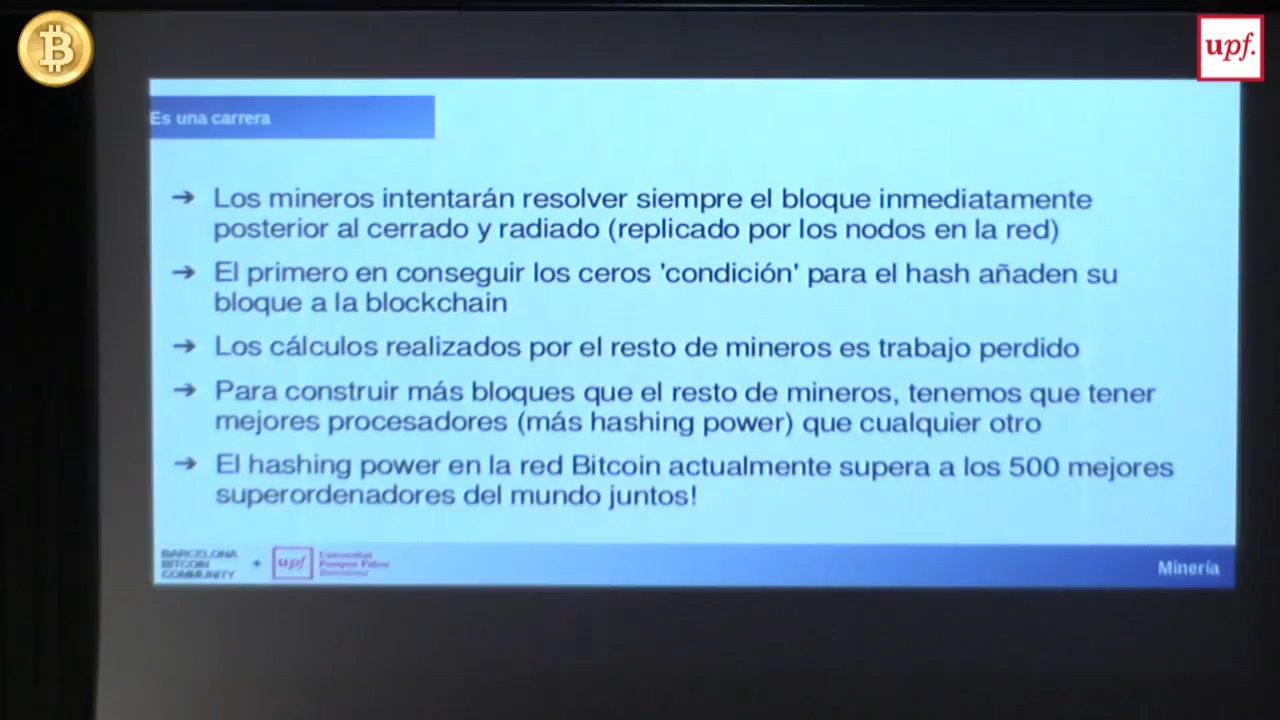 upf.
Es una carrera
➔ Los mineros intentarán resolver siempre el bloque inmediatamente
posterior al cerrado y radiado (replicado por los nodos en la red)
➔ El primero en conseguir los ceros 'condición' para el hash añaden su
bloque a la blockchain
➔ Los cálculos realizados por el resto de mineros es trabajo perdido
➔ Para construir más bloques que el resto de mineros, tenemos que tener
mejores procesadores (más hashing power) que cualquier otro
➔ El hashing power en la red Bitcoin actualmente supera a los 500 mejores
superordenadores del mundo juntos!
BARCELONA
BITCOIN
COMMUNITY
+
upf.
Universitat
Pompeu Fabra
Barcelona
Minería